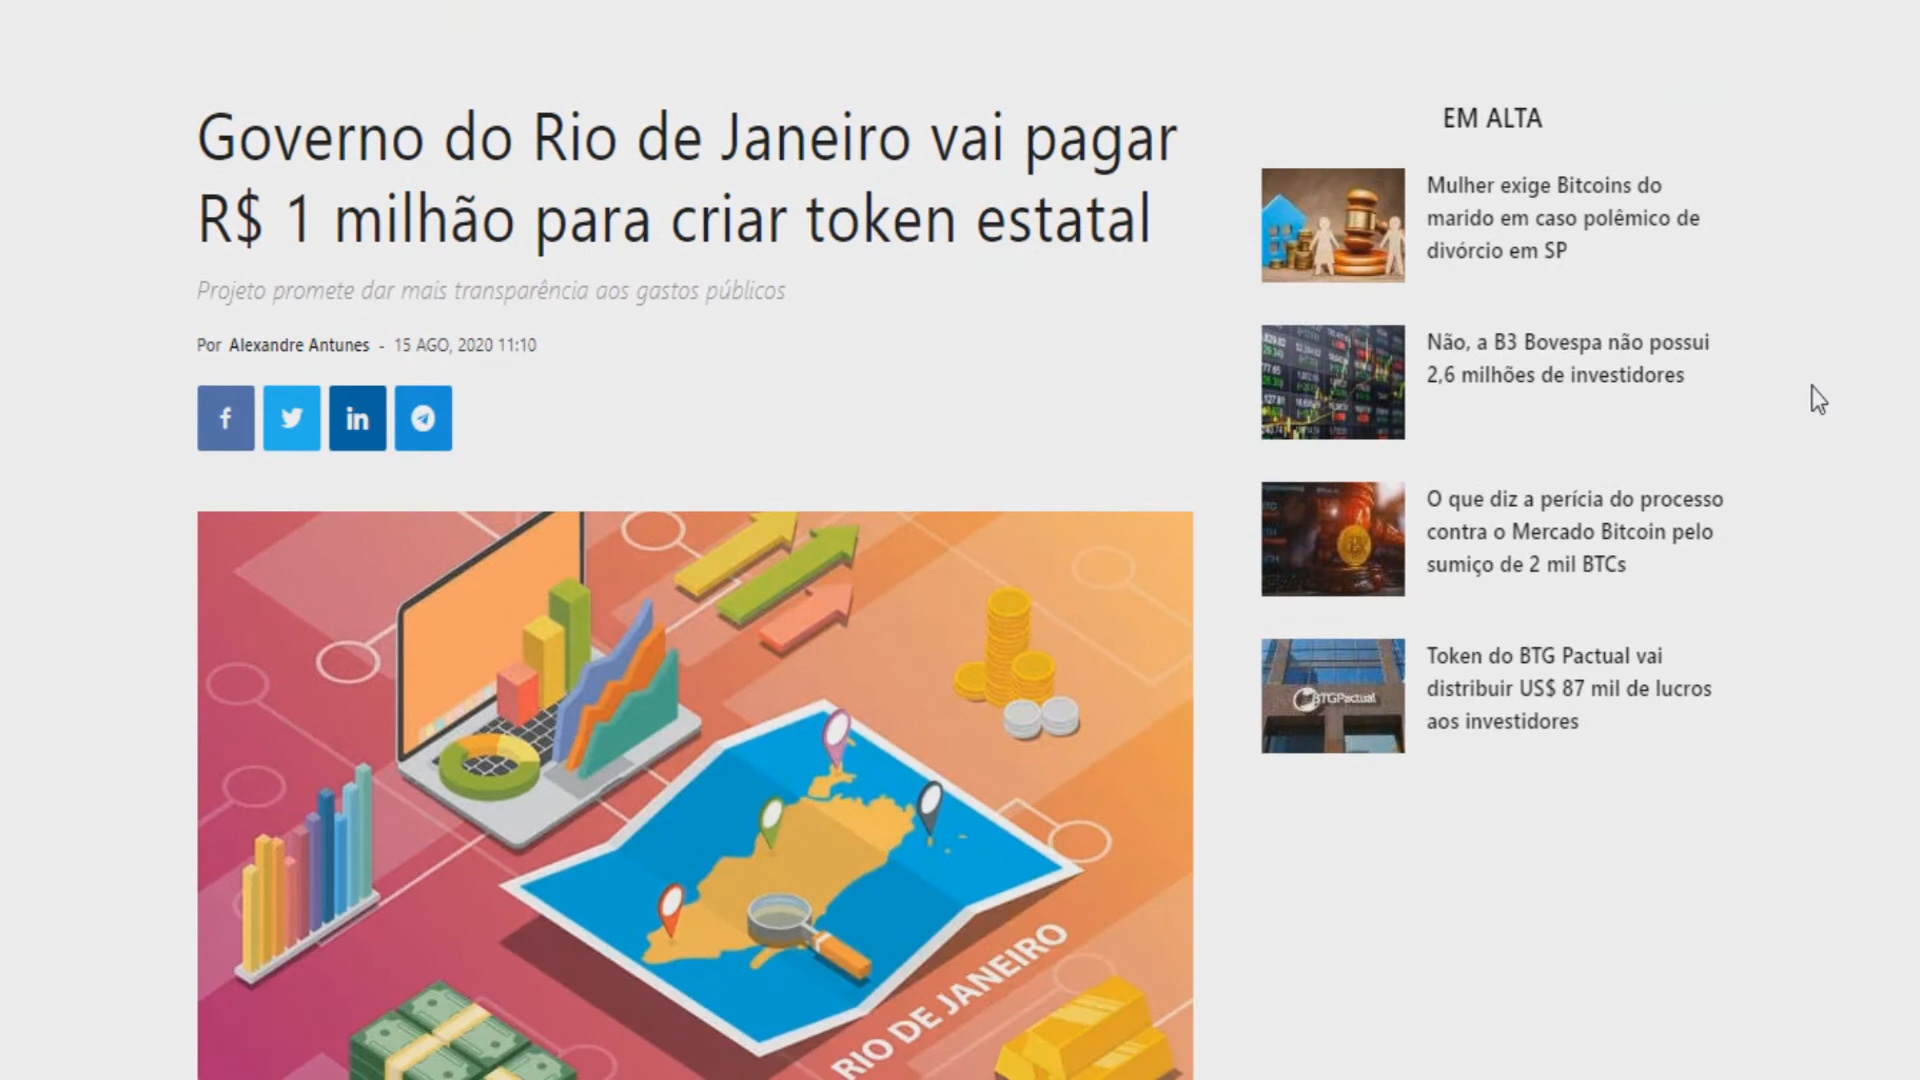 Governo do Rio de Janeiro vai pagar
R$ 1 milhão para criar token estatal
Projeto promete dar mais transparência aos gastos públicos
Por Alexandre Antunes - 15 AGO, 2020 11:10
RIO DE JANEIRO
EM ALTA
Mulher exige Bitcoins do
marido em caso polêmico de
divórcio em SP
Não, a B3 Bovespa não possui
2,6 milhões de investidores
O que diz a perícia do processo
contra o Mercado Bitcoin pelo
sumiço de 2 mil BTCs
BTGPactual
Token do BTG Pactual vai
distribuir US$ 87 mil de lucros
aos investidores